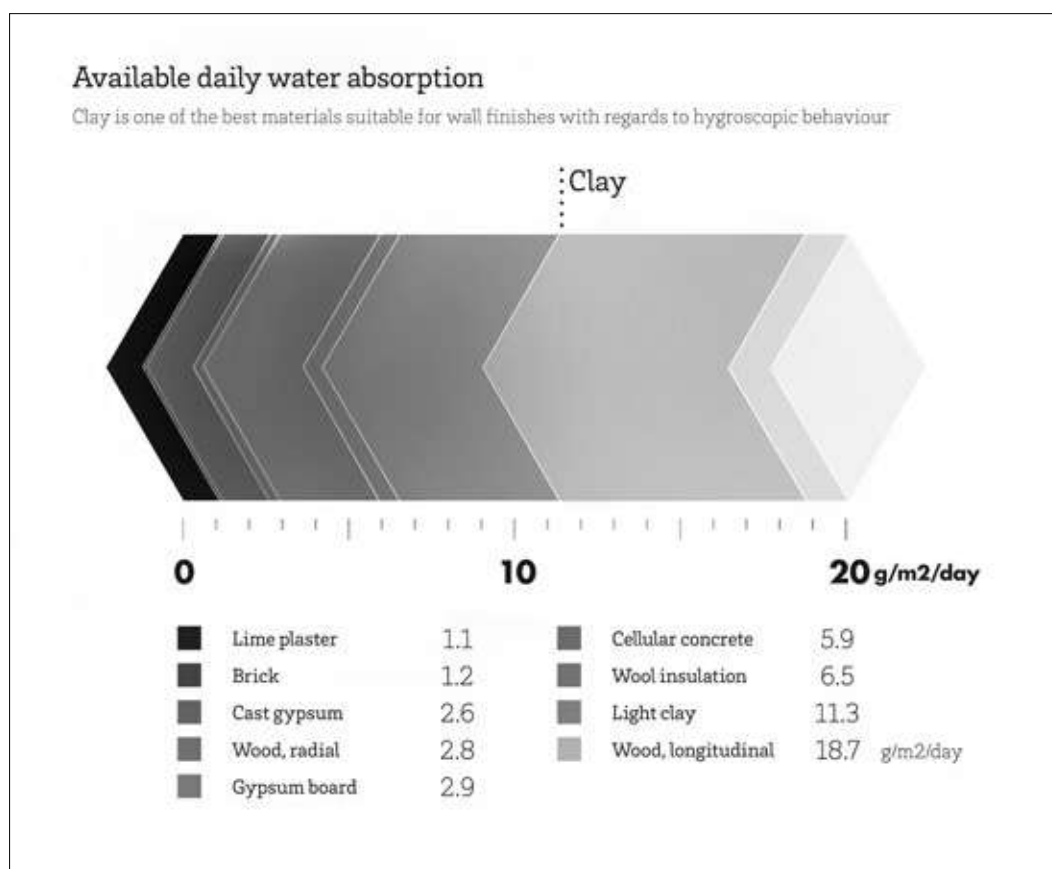 Available daily water absorption
Clay is one of the best materials suitable for wall finishes with regards to hygroscopic behaviour
Clay
0 10 20 g/m2/day
Lime plaster 1.1
Brick 1.2
Cast gypsum 2.6
Wood, radial 2.8
Gypsum board 2.9
Cellular concrete 5.9
Wool insulation 6.5
Light clay 11.3
Wood, longitudinal 18.7 g/m2/day